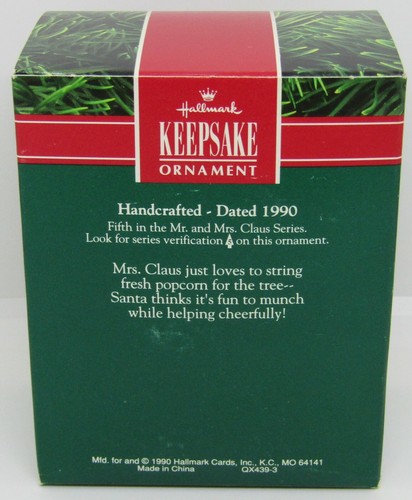 Hallmark
KEEPSAKE
ORNAMENT
Handcrafted - Dated 1990
Fifth in the Mr. and Mrs. Claus Series.
Look for series verification on this ornament.
Mrs. Claus just loves to string
fresh popcorn for the tree--
Santa thinks it's fun to munch
while helping cheerfully!
Mfd. for and © 1990 Hallmark Cards, Inc., K.C., MO 64141
Made in China QX439-3